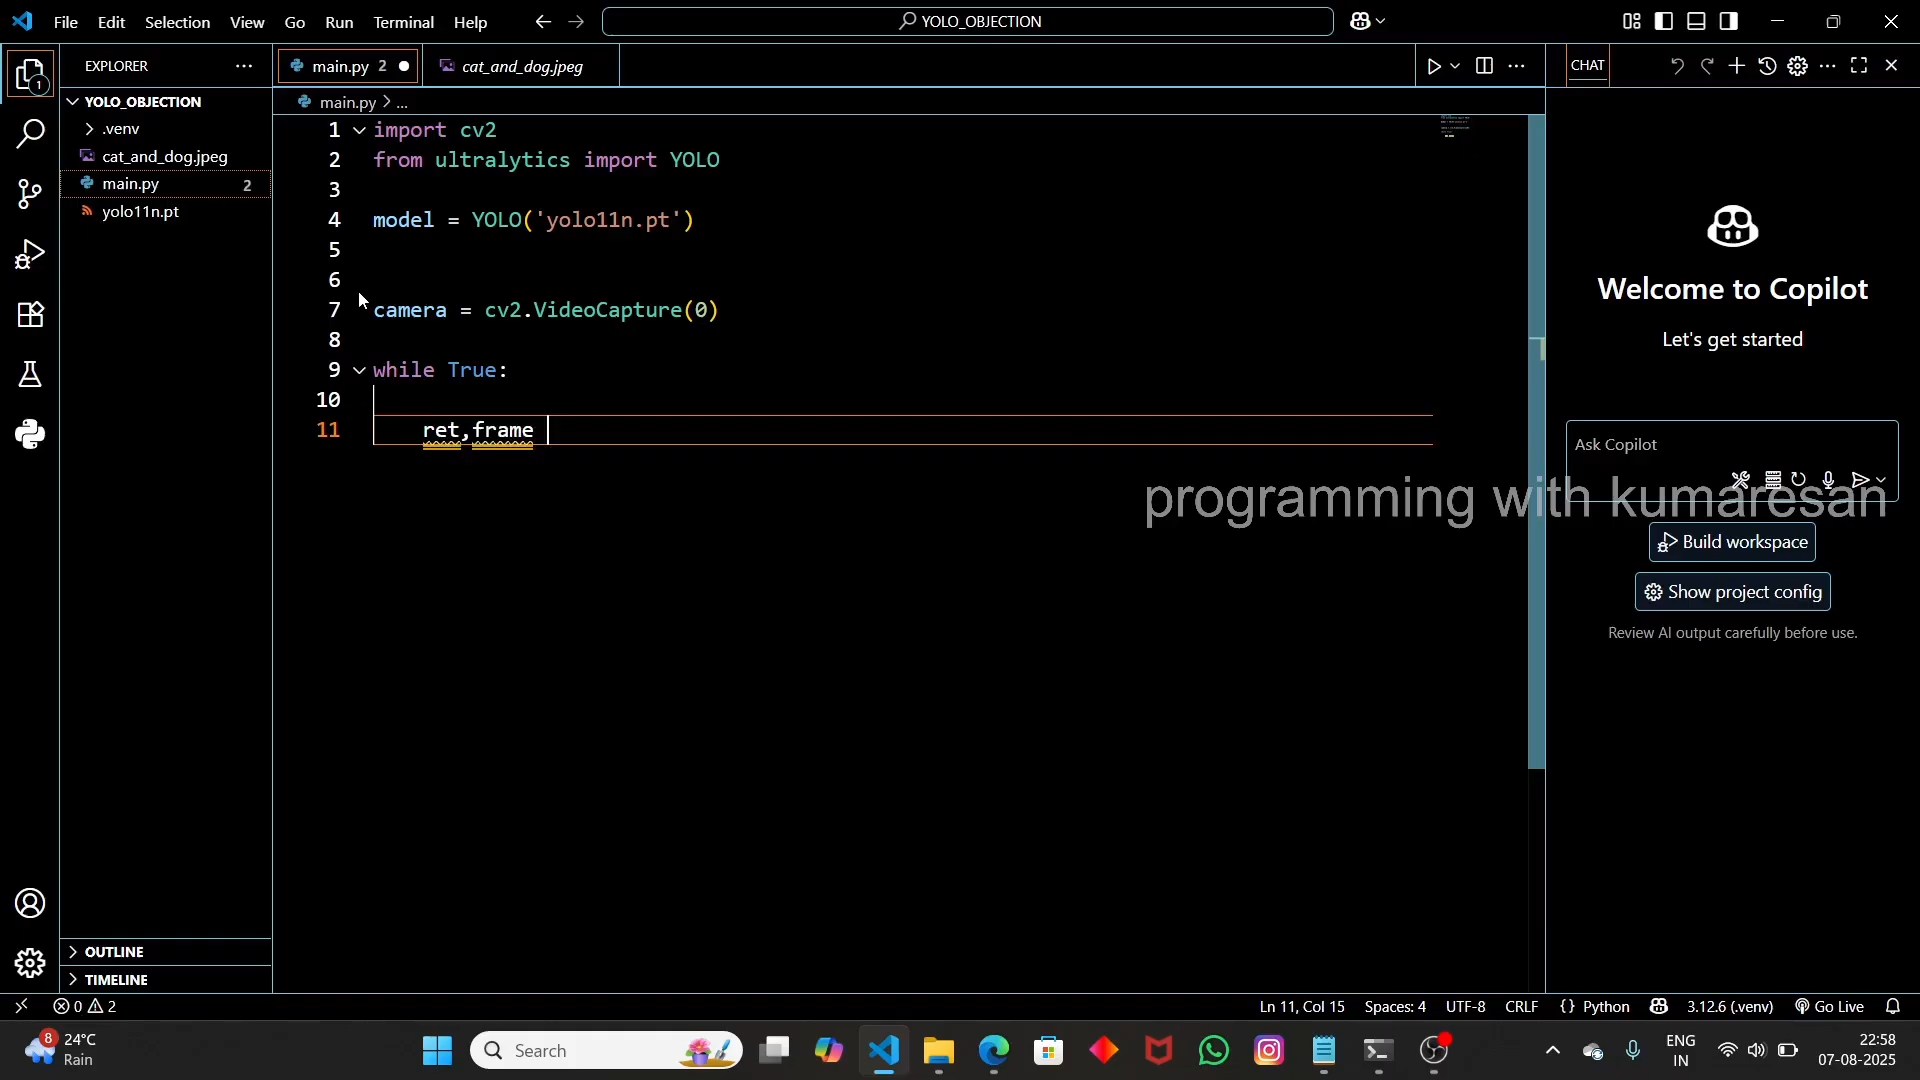 File Edit Selection View Go Run Terminal Help
YOLO_OBJECTION
1
EXPLORER
main.py 2
cat_and_dog.jpeg
CHAT
YOLO_OBJECTION
.venv
cat_and_dog.jpeg
main.py 2
yolo11n.pt
main.py > ...
1 import cv2
2 from ultralytics import YOLO
3
4 model = YOLO('yolo11n.pt')
5
6
7 camera = cv2.VideoCapture(0)
8
9 while True:
10
11 ret,frame
Welcome to Copilot
Let's get started
Ask Copilot
programming with kumaresan
Build workspace
Show project config
Review AI output carefully before use.
OUTLINE
TIMELINE
0 2
Ln 11, Col 15 Spaces: 4 UTF-8 CRLF {} Python 3.12.6 (.venv) Go Live
8
24°C
Rain
Search
ENG
IN
22:58
07-08-2025